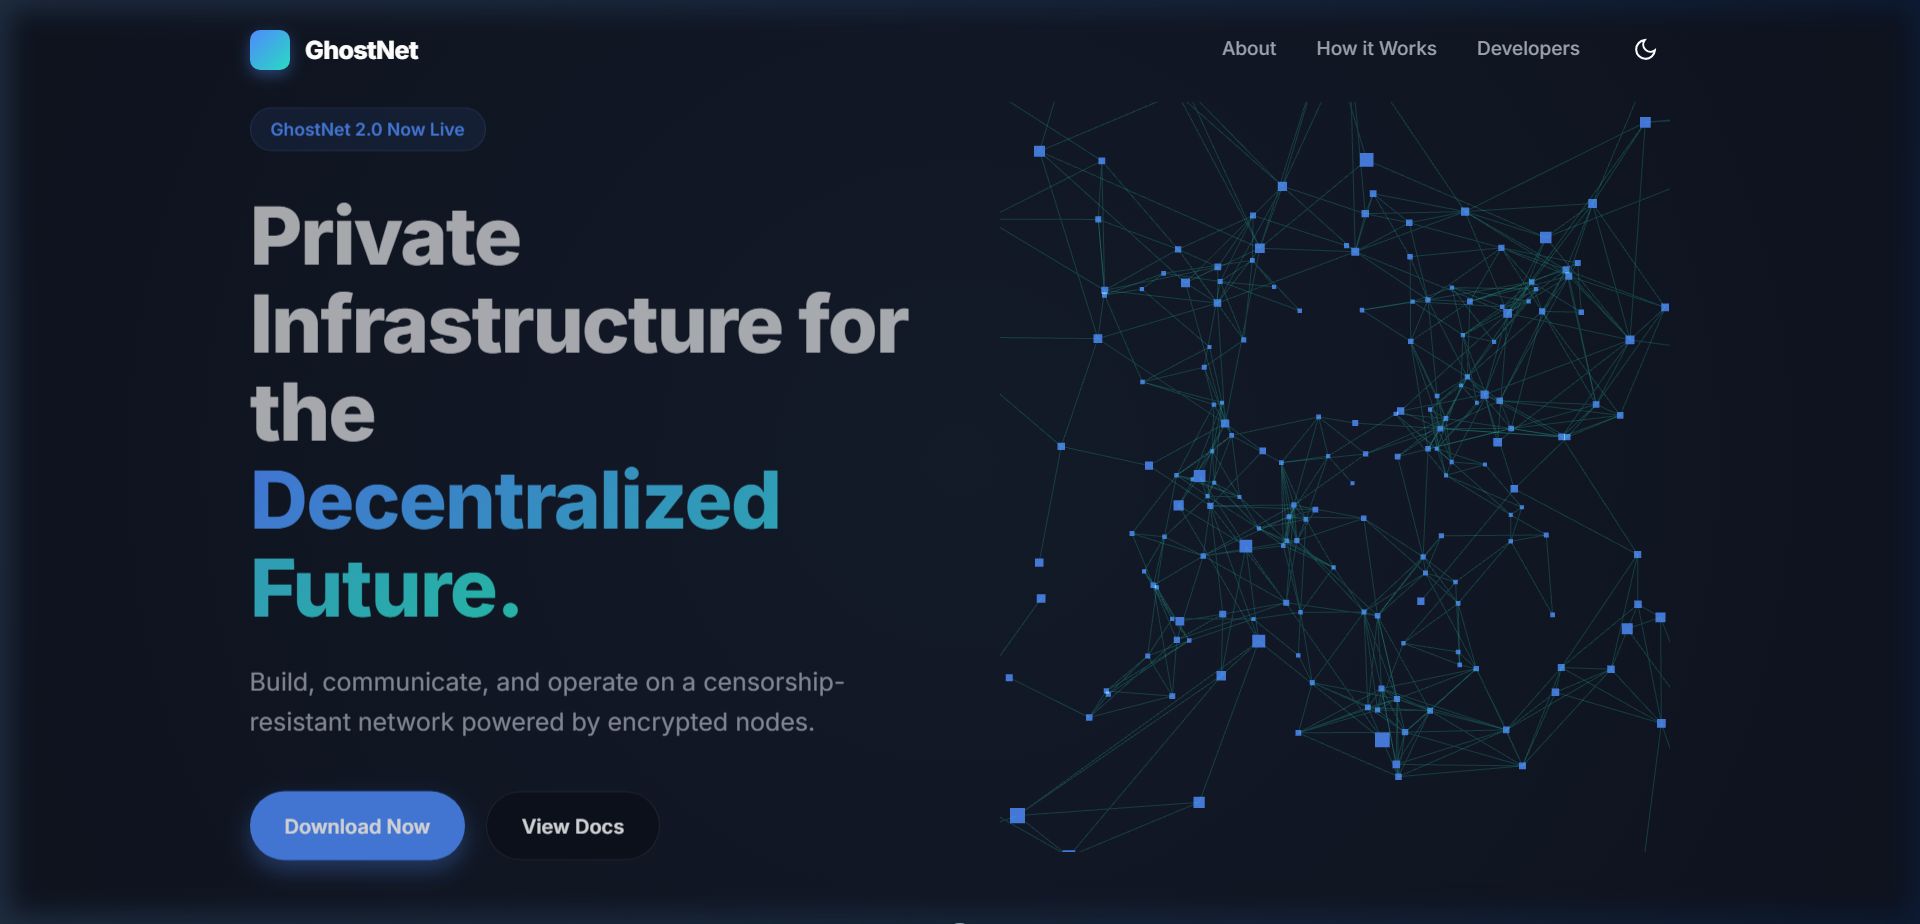 GhostNet
About
How it Works
Developers
GhostNet 2.0 Now Live
Private
Infrastructure for
the
Decentralized
Future.
Build, communicate, and operate on a censorship-
resistant network powered by encrypted nodes.
Download Now
View Docs